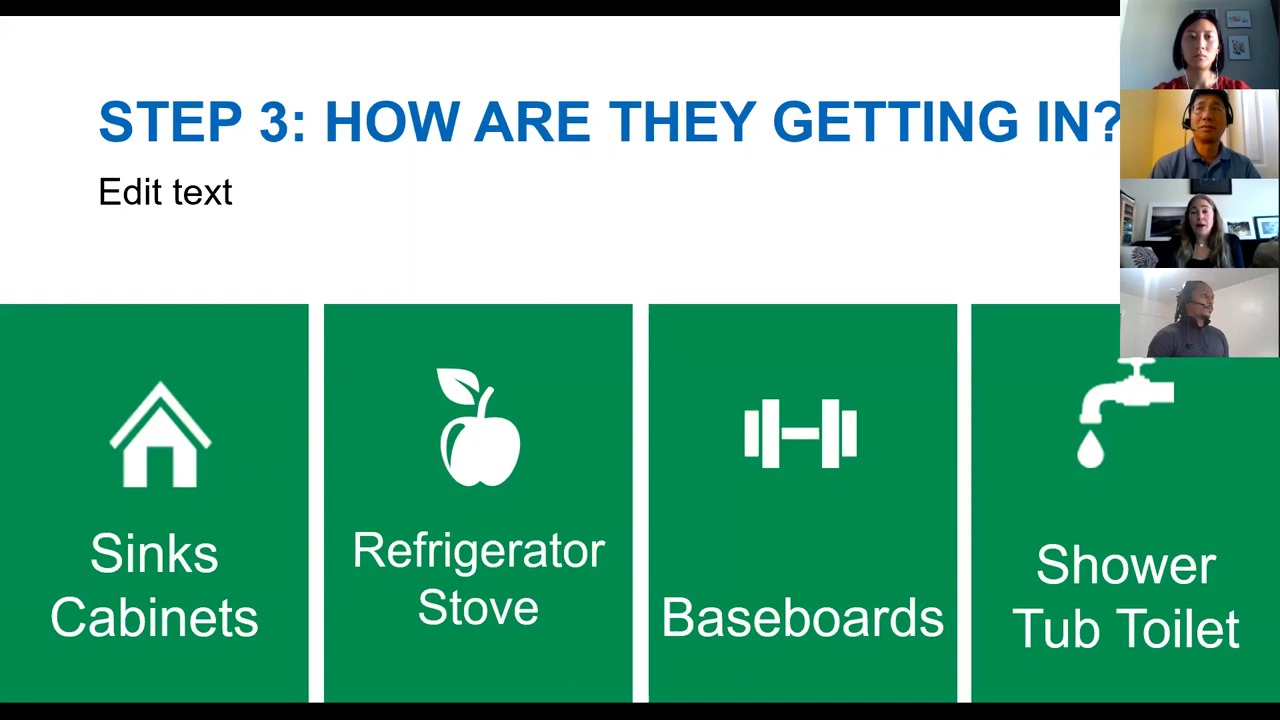 STEP 3: HOW ARE THEY GETTING IN?
Edit text
Sinks
Cabinets
Refrigerator
Stove
Baseboards
Shower
Tub Toilet